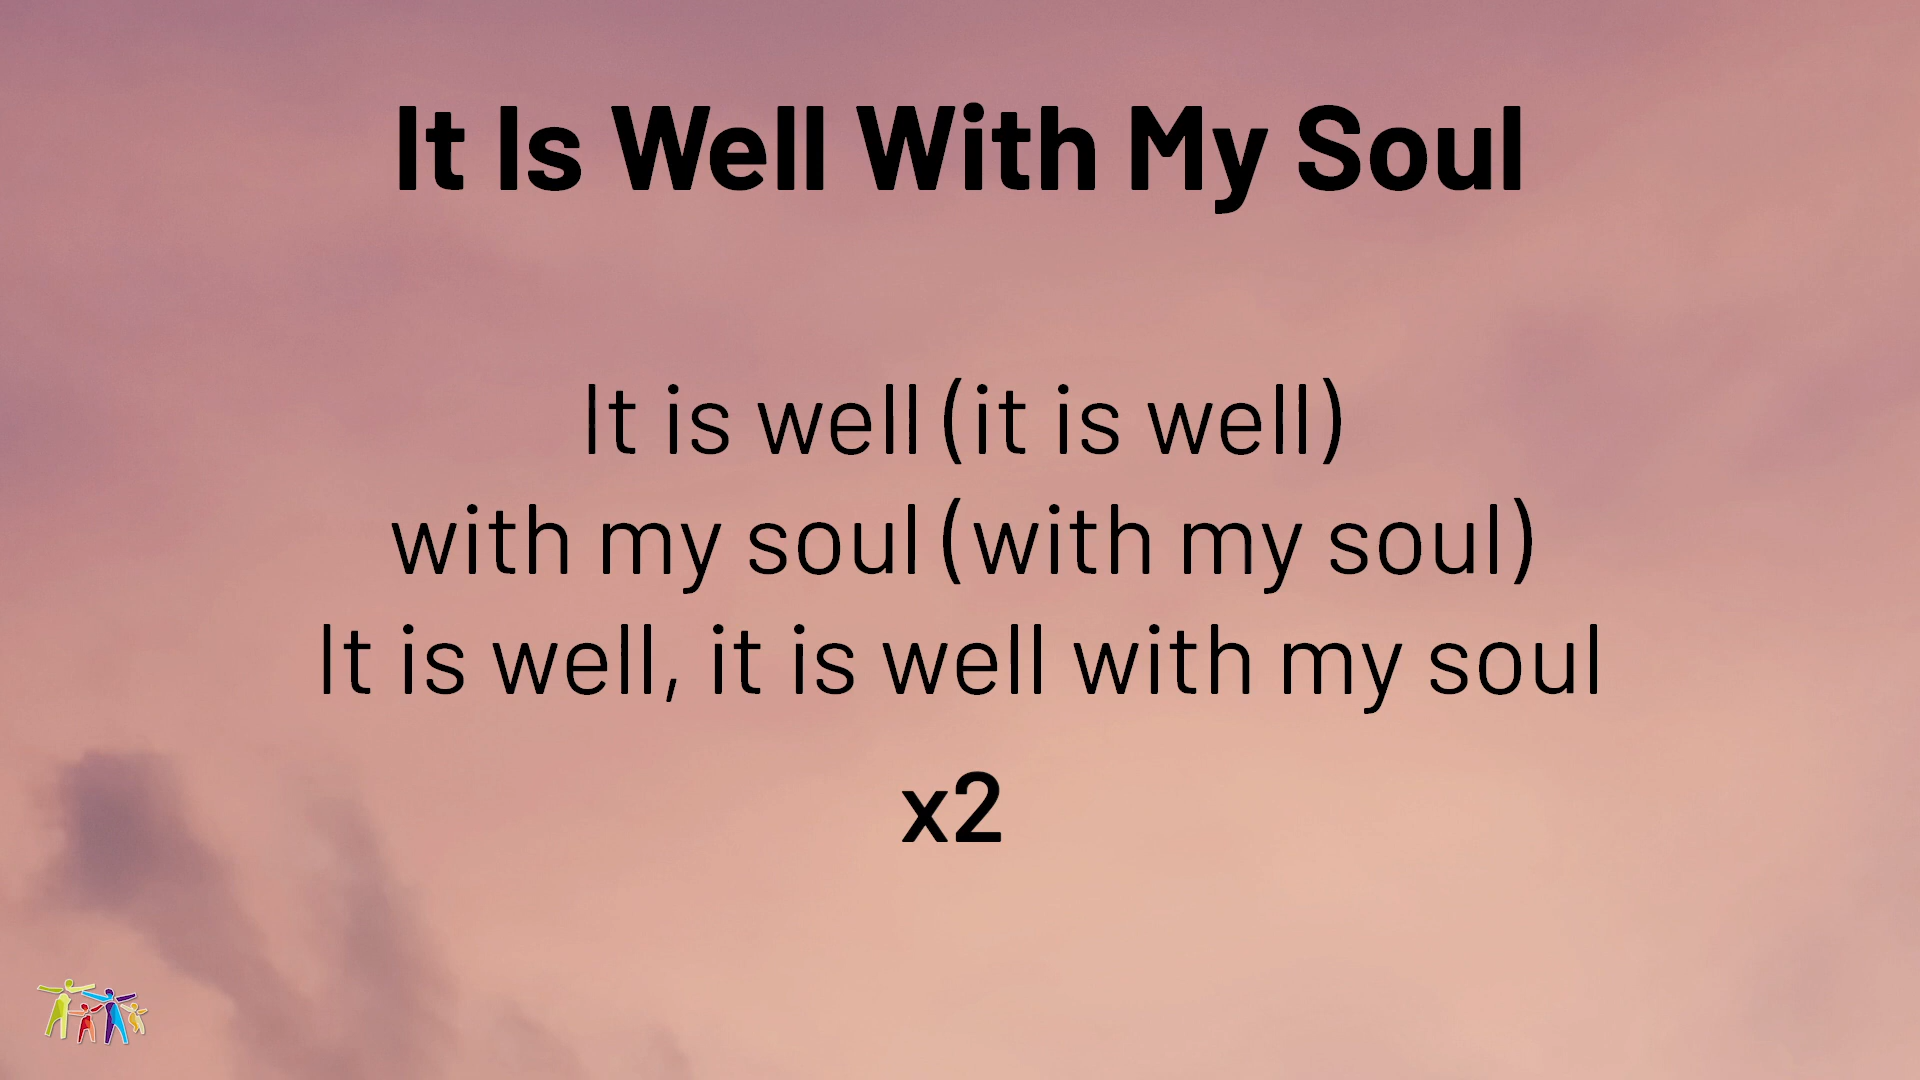 It Is Well With My Soul
It is well (it is well)
with my soul (with my soul)
It is well, it is well with my soul
x2